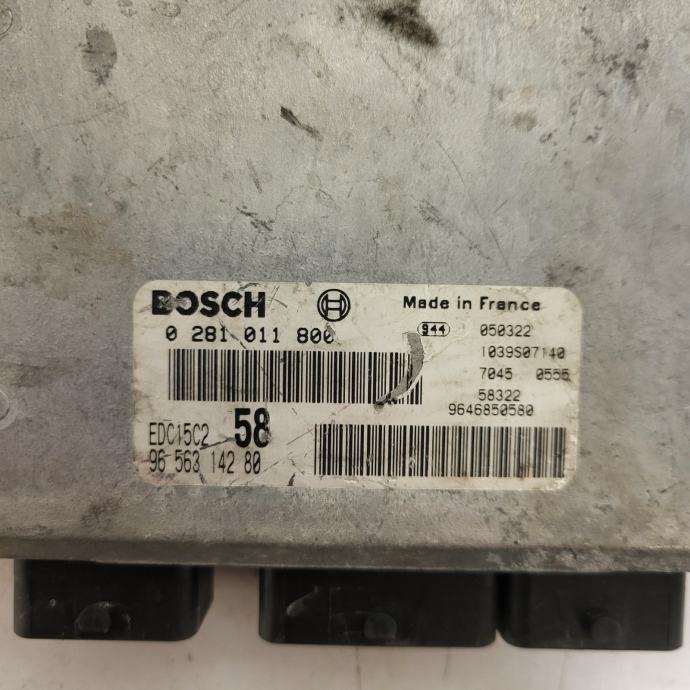 BOSCH
Made in France
0 281 011 800
944 050322
1039S07140
7045 0555
58322
9646850580
EDC15C2 58
96 563 142 80